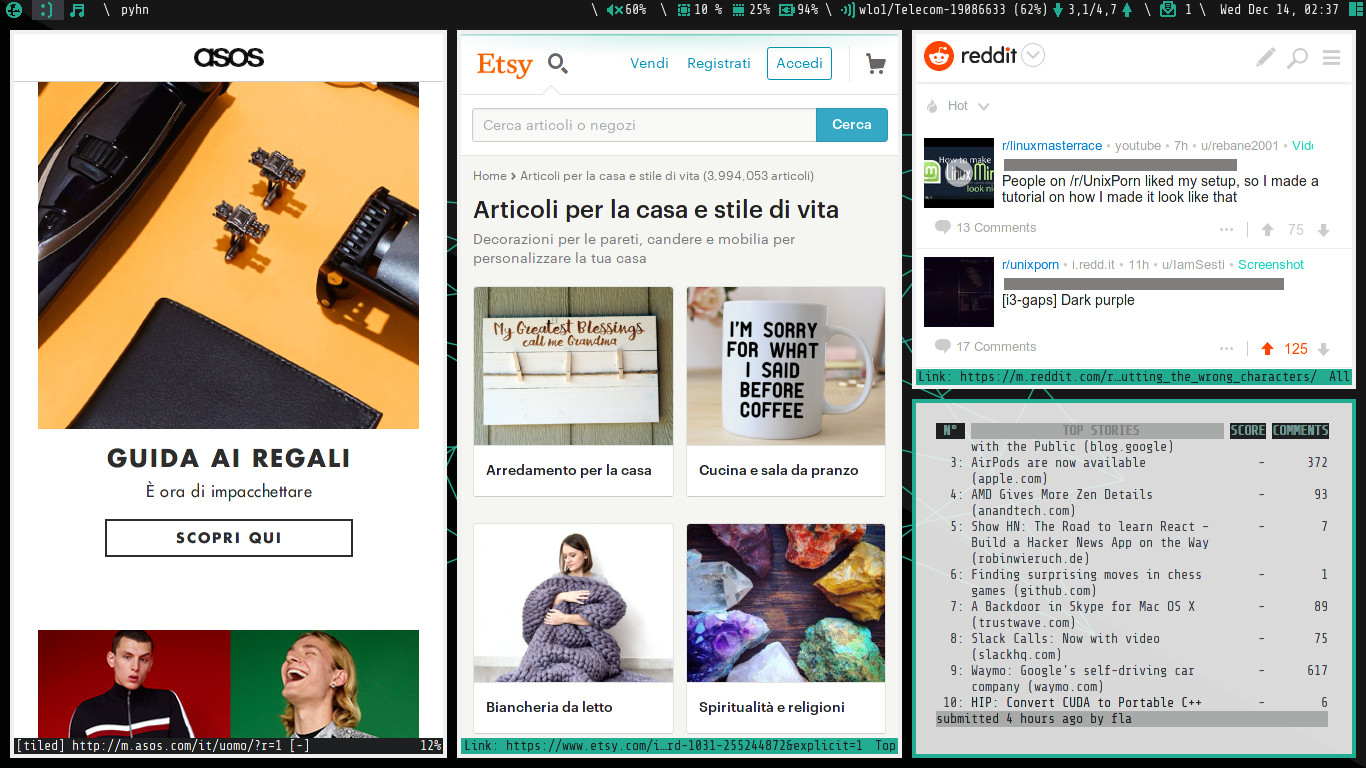 \ pyhn
\ 60% \ 10 % 25% 94% \ wlo1/Telecom-19086633 (62%) 3,1/4,7 \ 1 \ Wed Dec 14, 02:37
asos
GUIDA AI REGALI
È ora di impacchettare
SCOPRI QUI
[tiled] http://m.asos.com/it/uomo/?r=1 [-] 12%
Etsy Vendi Registrati Accedi
Cerca articoli o negozi Cerca
Home > Articoli per la casa e stile di vita (3,994,053 articoli)
Articoli per la casa e stile di vita
Decorazioni per le pareti, candere e mobilia per
personalizzare la tua casa
My Greatest Blessings
call me Grandma
I'M SORRY
FOR WHAT
I SAID
BEFORE
COFFEE
Arredamento per la casa
Cucina e sala da pranzo
Biancheria da letto
Spiritualità e religioni
Link: https://www.etsy.com/i…rd-1031-255244872&explicit=1 Top
reddit
Hot
How to make
Linux Min
look ni
r/linuxmasterrace • youtube • 7h • u/rebane2001 • Vide
People on /r/UnixPorn liked my setup, so I made a
tutorial on how I made it look like that
13 Comments ••• 75
r/unixporn • i.redd.it • 11h • u/IamSesti • Screenshot
[i3-gaps] Dark purple
17 Comments ••• 125
Link: https://m.reddit.com/r…utting_the_wrong_characters/ All
N° TOP STORIES SCORE COMMENTS
with the Public (blog.google)
3: AirPods are now available - 372
(apple.com)
4: AMD Gives More Zen Details - 93
(anandtech.com)
5: Show HN: The Road to learn React - - 7
Build a Hacker News App on the Way
(robinwieruch.de)
6: Finding surprising moves in chess - 1
games (github.com)
7: A Backdoor in Skype for Mac OS X - 89
(trustwave.com)
8: Slack Calls: Now with video - 75
(slackhq.com)
9: Waymo: Google's self-driving car - 617
company (waymo.com)
10: HIP: Convert CUDA to Portable C++ - 6
submitted 4 hours ago by fla